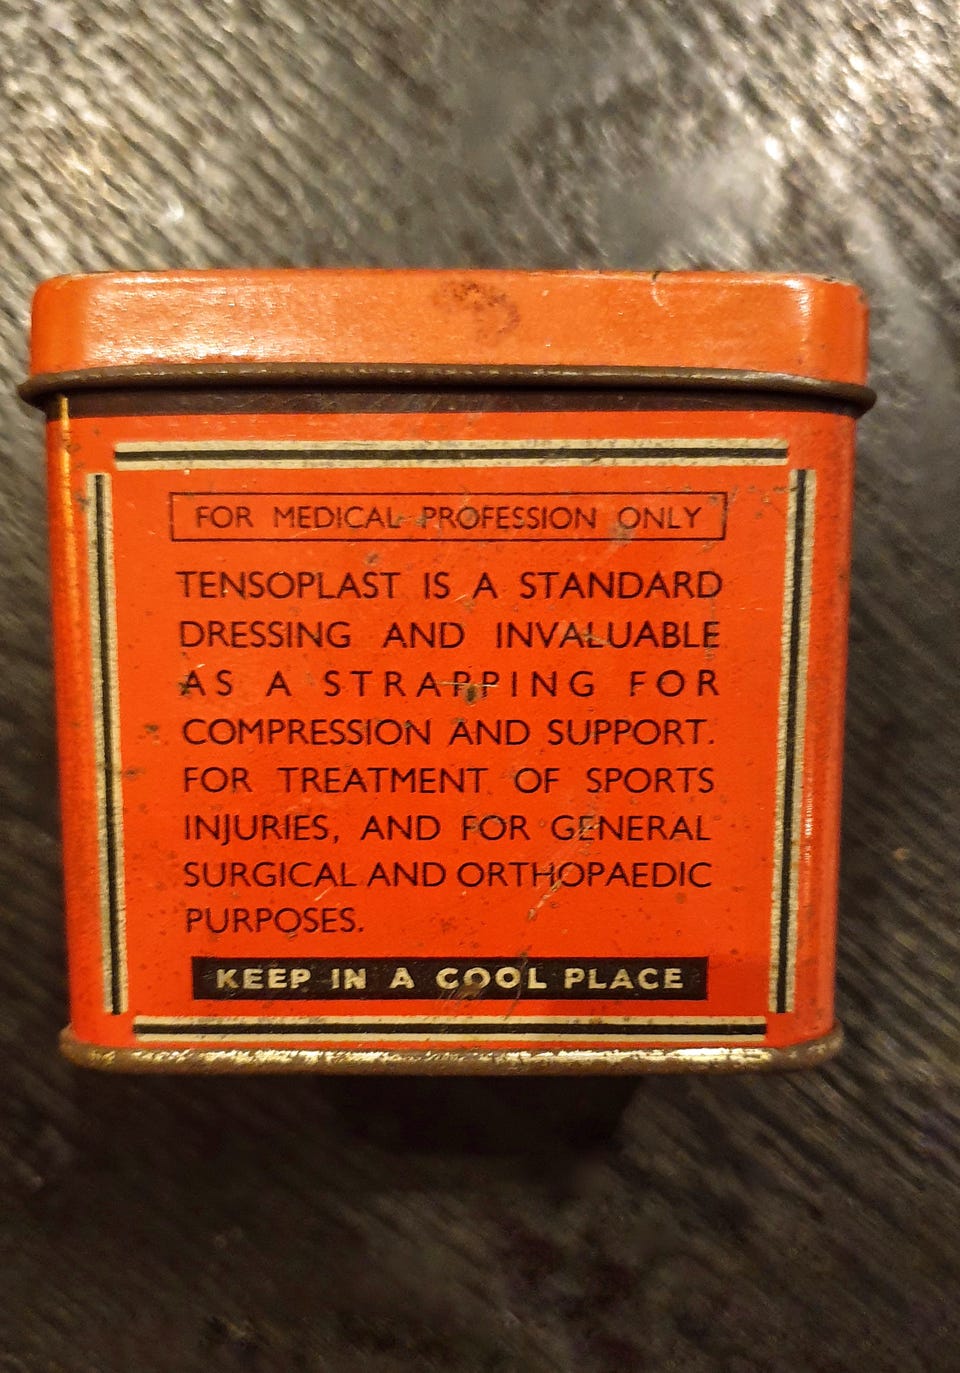 FOR MEDICAL PROFESSION ONLY
TENSOPLAST IS A STANDARD
DRESSING AND INVALUABLE
AS A STRAPPING FOR
COMPRESSION AND SUPPORT.
FOR TREATMENT OF SPORTS
INJURIES, AND FOR GENERAL
SURGICAL AND ORTHOPAEDIC
PURPOSES.
KEEP IN A COOL PLACE